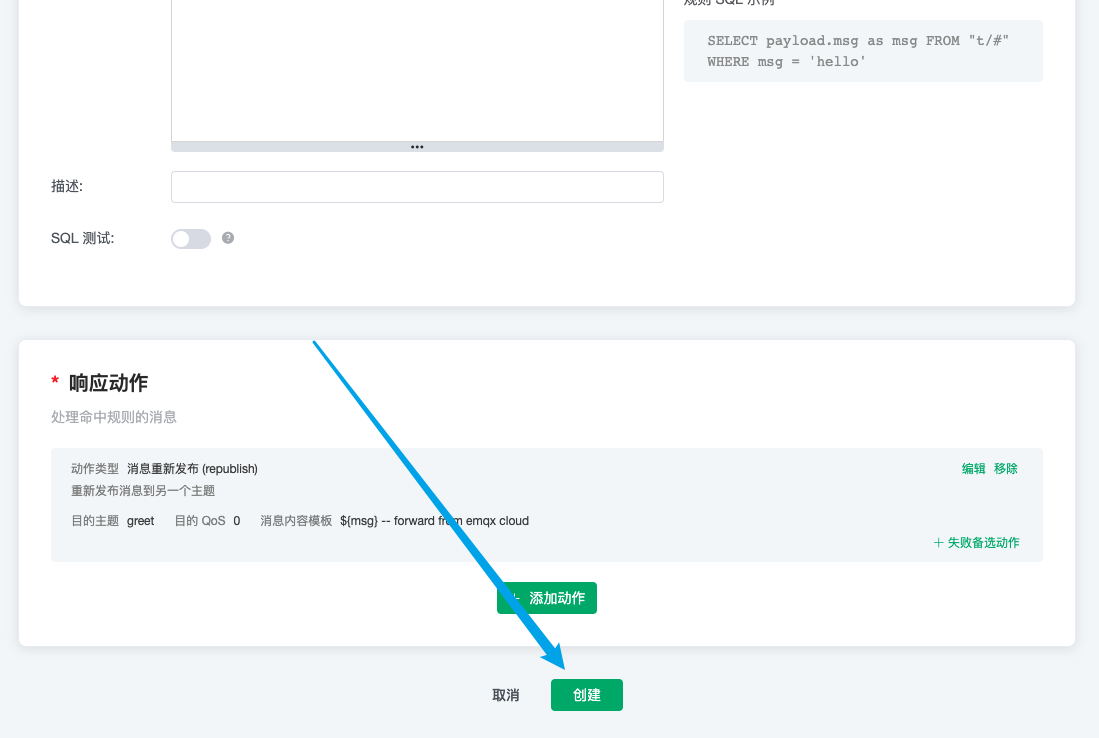 规则 SQL 示例
SELECT payload.msg as msg FROM "t/#"
WHERE msg = 'hello'
描述:
SQL 测试:
* 响应动作
处理命中规则的消息
动作类型 消息重新发布 (republish) 编辑 移除
重新发布消息到另一个主题
目的主题 greet 目的 QoS 0 消息内容模板 ${msg} -- forward from emqx cloud
+ 失败备选动作
+ 添加动作
取消 创建